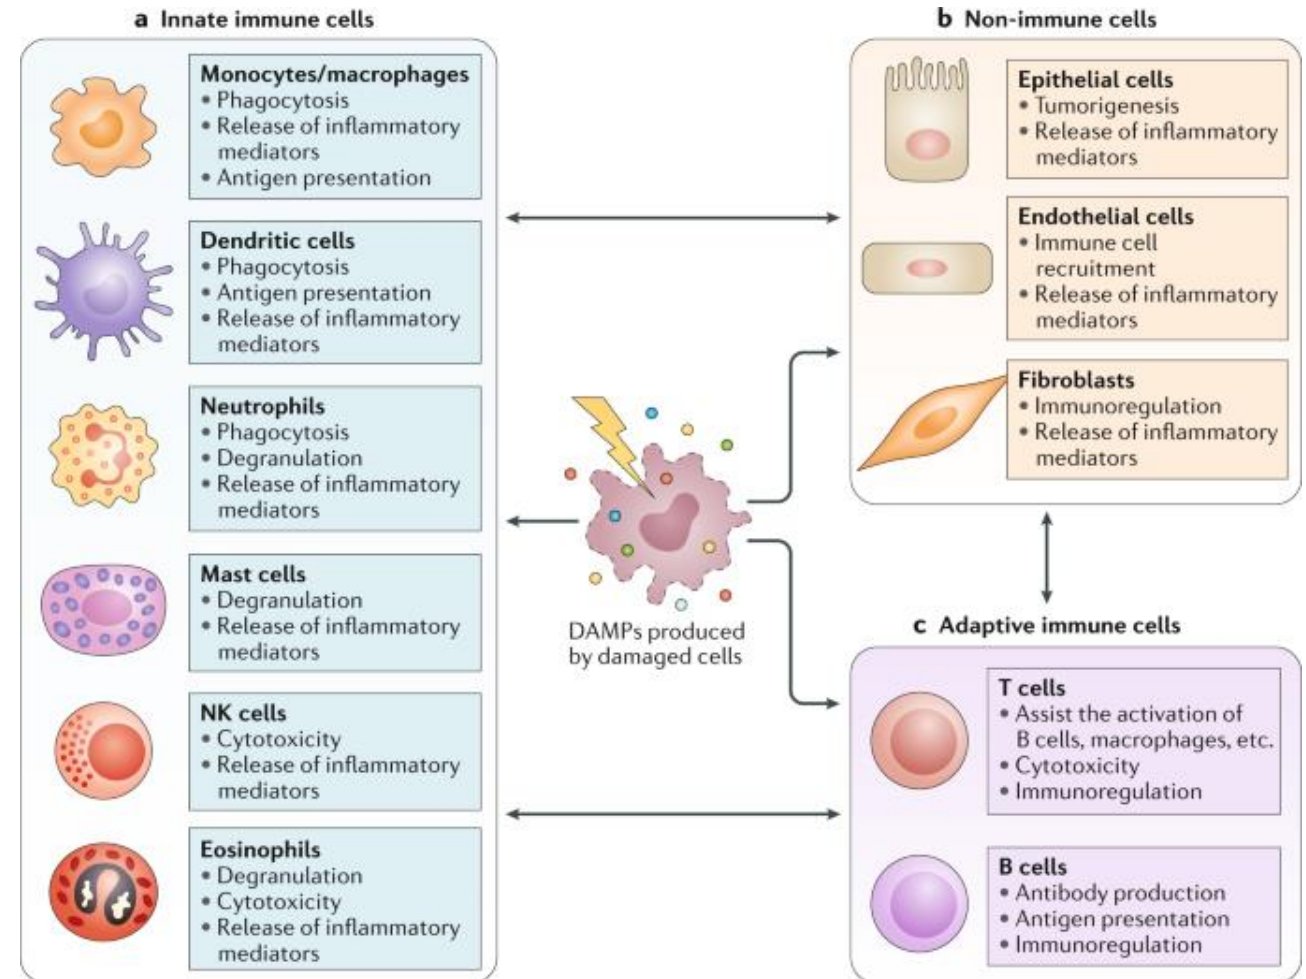 a Innate immune cells
Monocytes/macrophages
• Phagocytosis
• Release of inflammatory
mediators
• Antigen presentation
Dendritic cells
• Phagocytosis
• Antigen presentation
• Release of inflammatory
mediators
Neutrophils
• Phagocytosis
• Degranulation
• Release of inflammatory
mediators
Mast cells
• Degranulation
• Release of inflammatory
mediators
NK cells
• Cytotoxicity
• Release of inflammatory
mediators
Eosinophils
• Degranulation
• Cytotoxicity
• Release of inflammatory
mediators
DAMPs produced
by damaged cells
b Non-immune cells
Epithelial cells
• Tumorigenesis
• Release of inflammatory
mediators
Endothelial cells
• Immune cell
recruitment
• Release of inflammatory
mediators
Fibroblasts
• Immunoregulation
• Release of inflammatory
mediators
c Adaptive immune cells
T cells
• Assist the activation of
B cells, macrophages, etc.
• Cytotoxicity
• Immunoregulation
B cells
• Antibody production
• Antigen presentation
• Immunoregulation